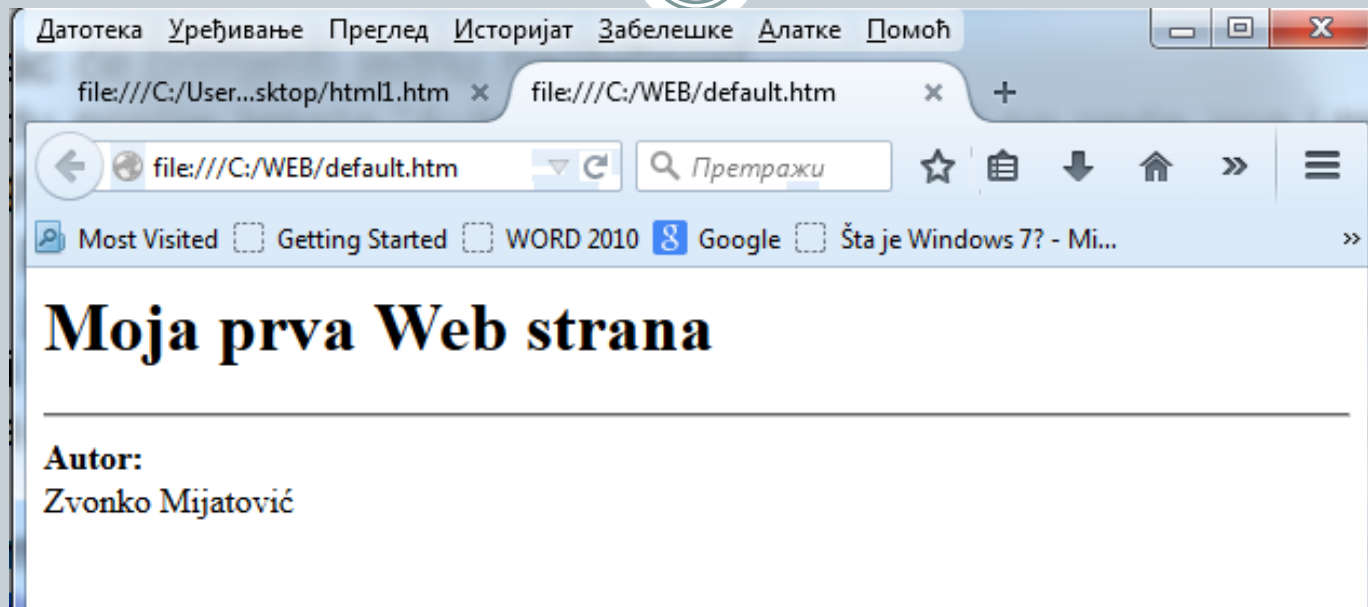 Датотека Уређивање Преглед Историјат Забелешке Алатке Помоћ
file:///C:/User...sktop/html1.htm file:///C:/WEB/default.htm
file:///C:/WEB/default.htm Претражи
Most Visited Getting Started WORD 2010 Google Šta je Windows 7? - Mi...
Moja prva Web strana
Autor:
Zvonko Mijatović